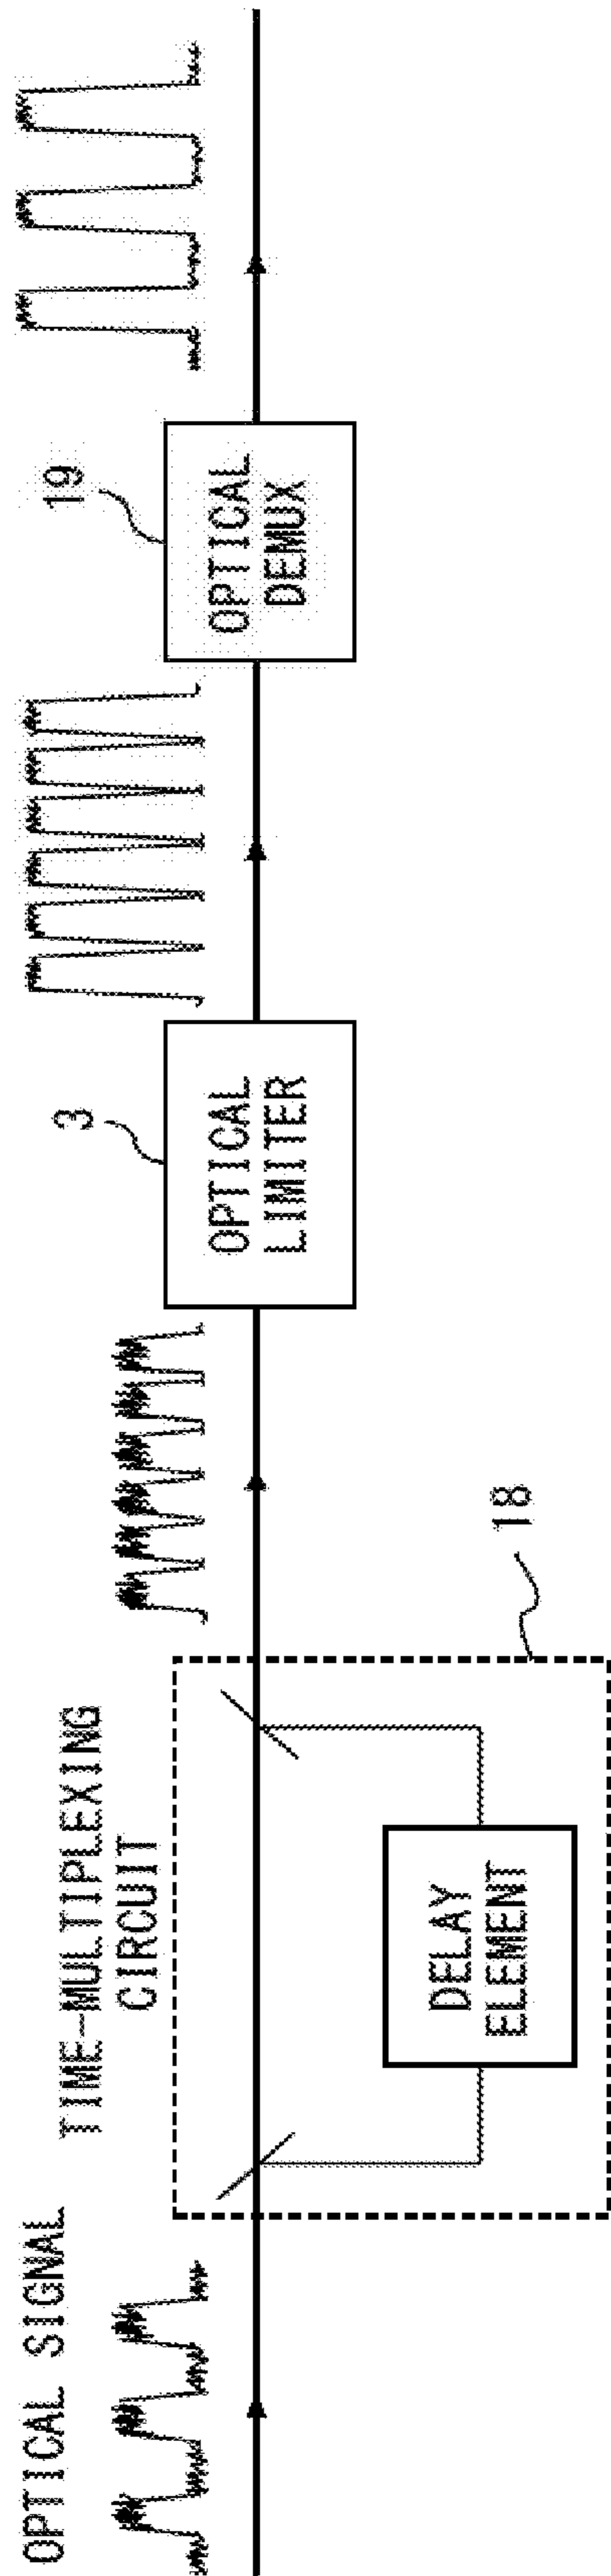 OPTICAL SIGNAL
TIME-MULTIPLEXING
CIRCUIT
DELAY
ELEMENT
18
3
OPTICAL
LIMITER
19
OPTICAL
DEMUX